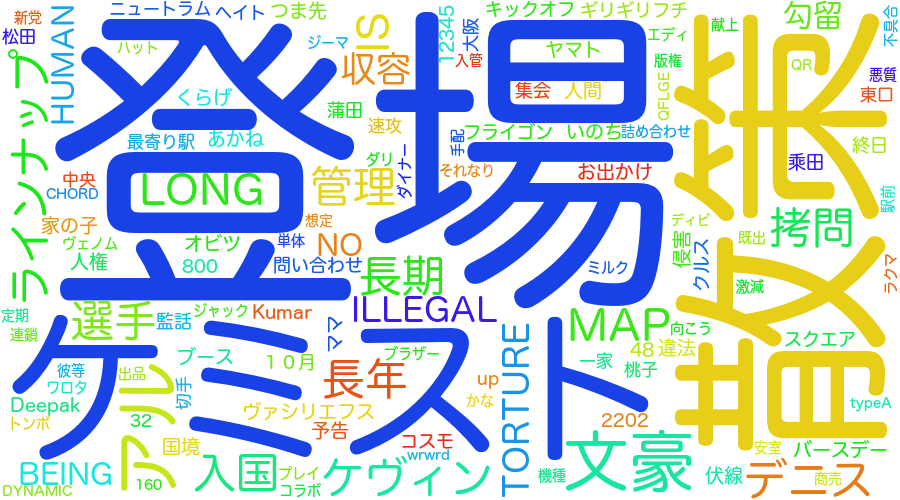 新党
ニュートラム
ヘイト
つま先
キックオフ
ギリギリフチ
松田
ハット
ジーマ
IS
12345
大阪
ヤマト
エディ
献上
版権
勾留
不具合
HUMAN
収容
入管
集会
人間
QFLGE
QR
悪質
東口
ラインナップ
くらげ
登場
蒲田
速攻
手配
フライゴン
いのち
詰め合わせ
終日
最寄り駅
あかね
ダリ
ダイナー
それなり
お出かけ
乗田
中央
CHORD
LONG
管理
想定
駅前
家の子
ヴェノム
人権
オビツ
単体
NO
800
問い合わせ
長期
ミルク
侵害
ディビ
既出
拷問
クルス
激減
ラクマ
定期
連鎖
選手
監話
ジャック
Kumar
ママ
ILLEGAL
MAP
向こう
スクエア
ケミスト
彼等
ワロタ
ブース
１０月
ブラザー
長年
TORTURE
一家
48
違法
桃子
Deepak
トンボ
出品
アル
切手
32
ヴァシリエフス
予告
up
かな
2202
typeA
国境
コスモ
wrwrd
文豪
安室
バースデー
BEING
DYNAMIC
160
入国
プレイ
コラボ
ケヴィン
機種
伏線
デニス
商売